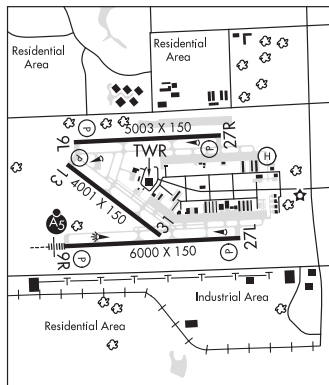 Residential
Area
Residential
Area
5003 X 150
9L
27R
P
P
TWR
H
13
4001 X 150
31
A5
9R
6000 X 150
27L
P
P
Industrial Area
Residential Area